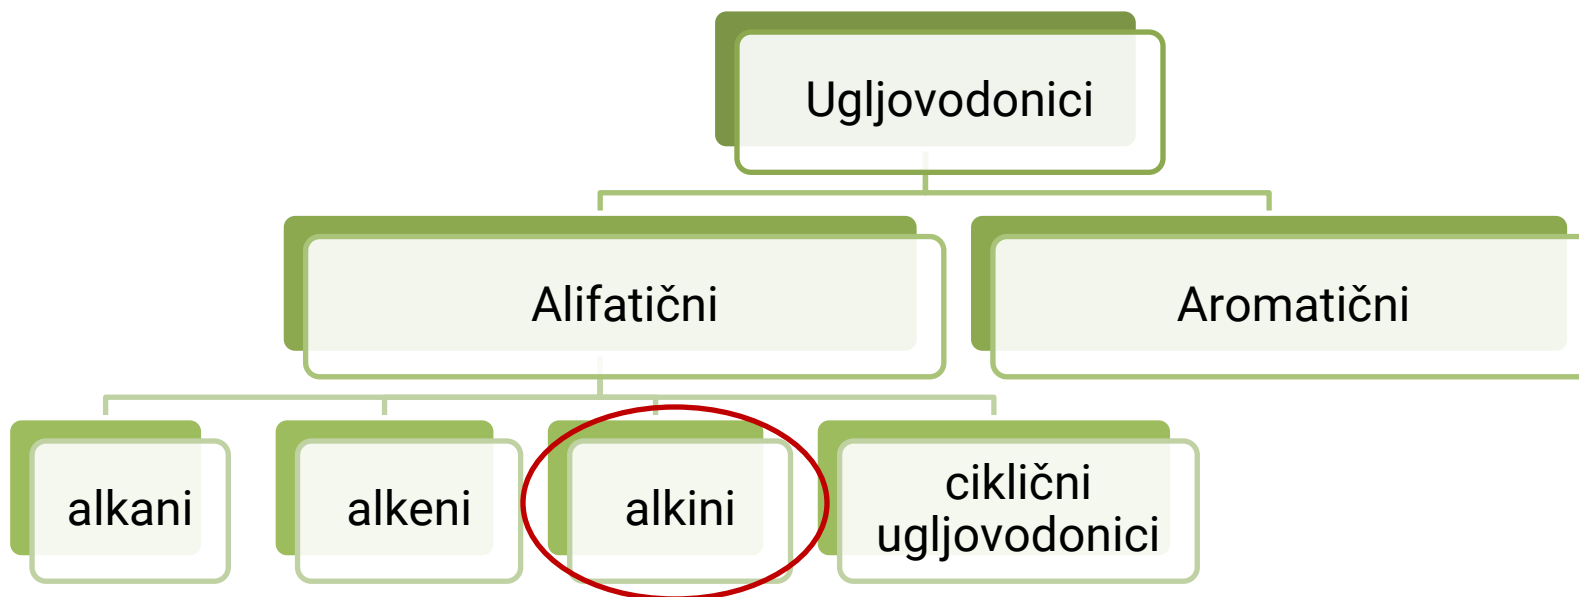 Ugljovodonici
Alifatični
Aromatični
alkani
alkeni
alkini
ciklični
ugljovodonici